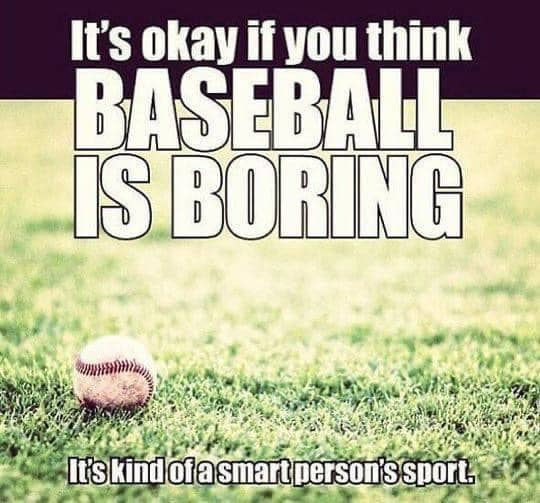 It's okay if you think
BASEBALL
IS BORING
It's kind of a smart person's sport.